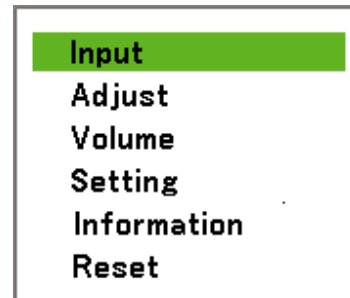 Input
Adjust
Volume
Setting
Information
Reset